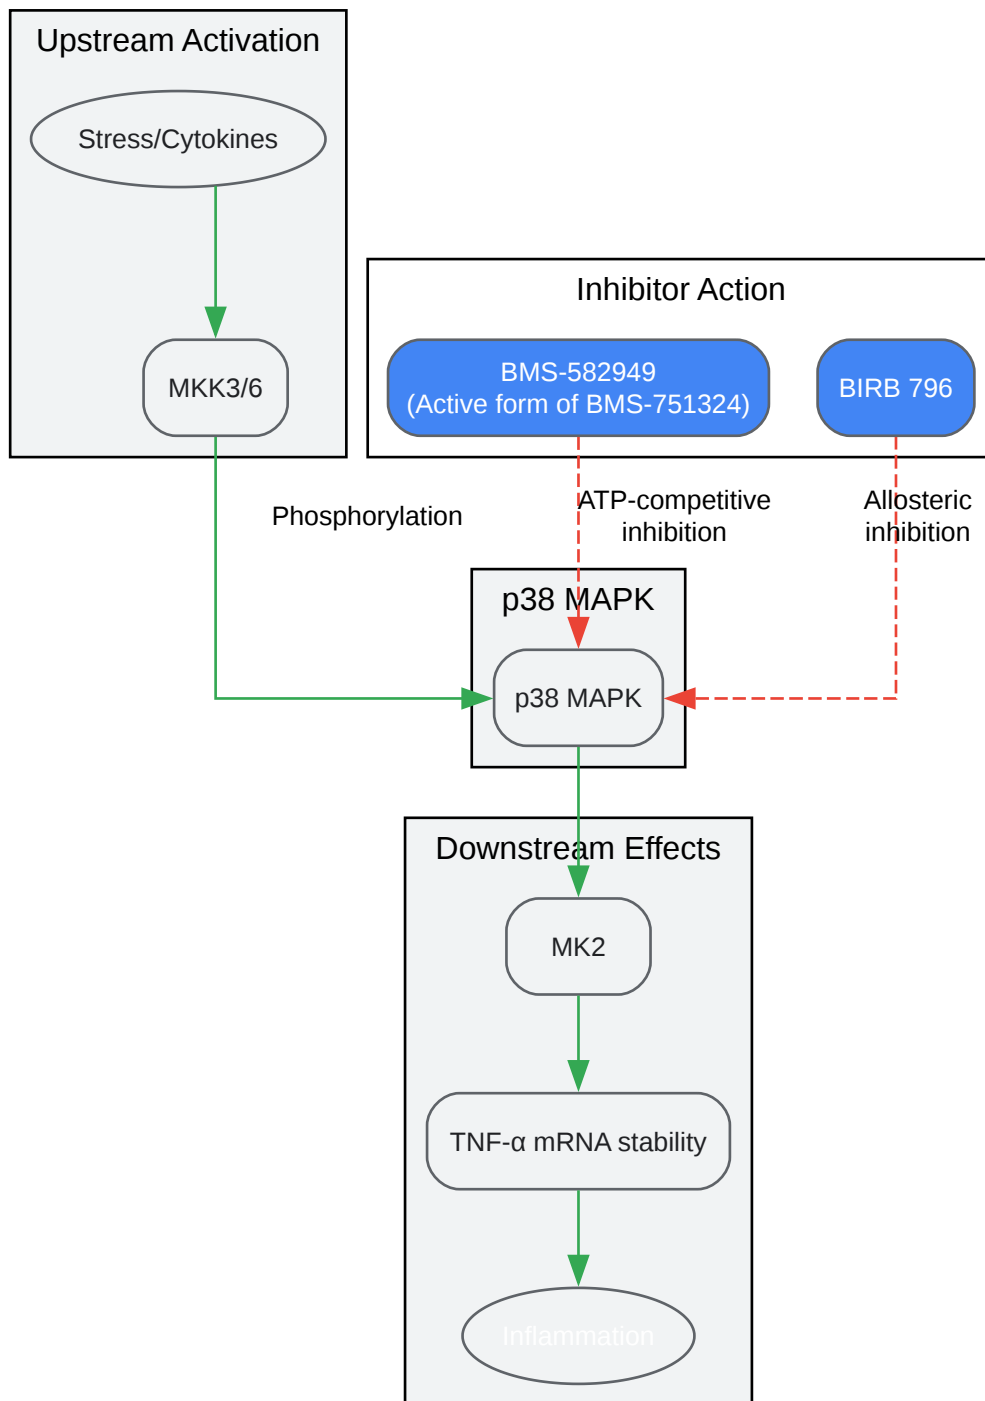 Upstream Activation
Stress/Cytokines
MKK3/6
Inhibitor Action
BMS-582949
(Active form of BMS-751324)
BIRB 796
Phosphorylation
ATP-competitive
inhibition
Allosteric
inhibition
p38 MAPK
p38 MAPK
Downstream Effects
MK2
TNF-α mRNA stability
Inflammation